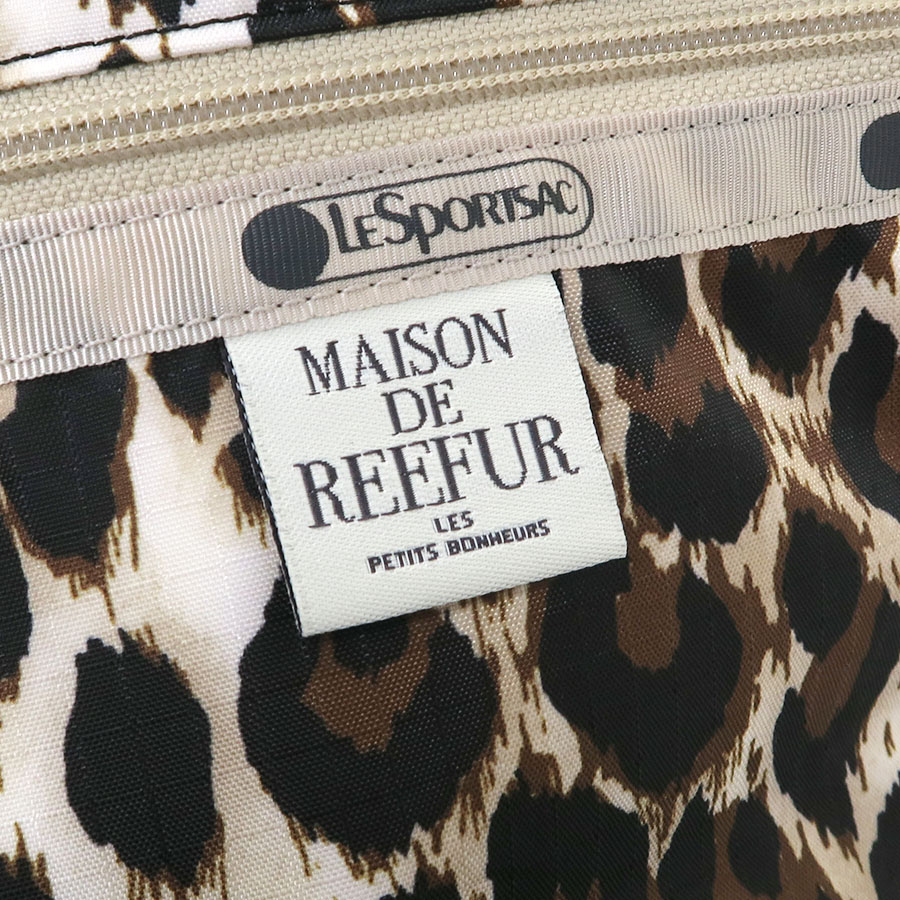 LESPORTSAC
MAISON
DE
REEFUR
LES
PETITS BONHEURS